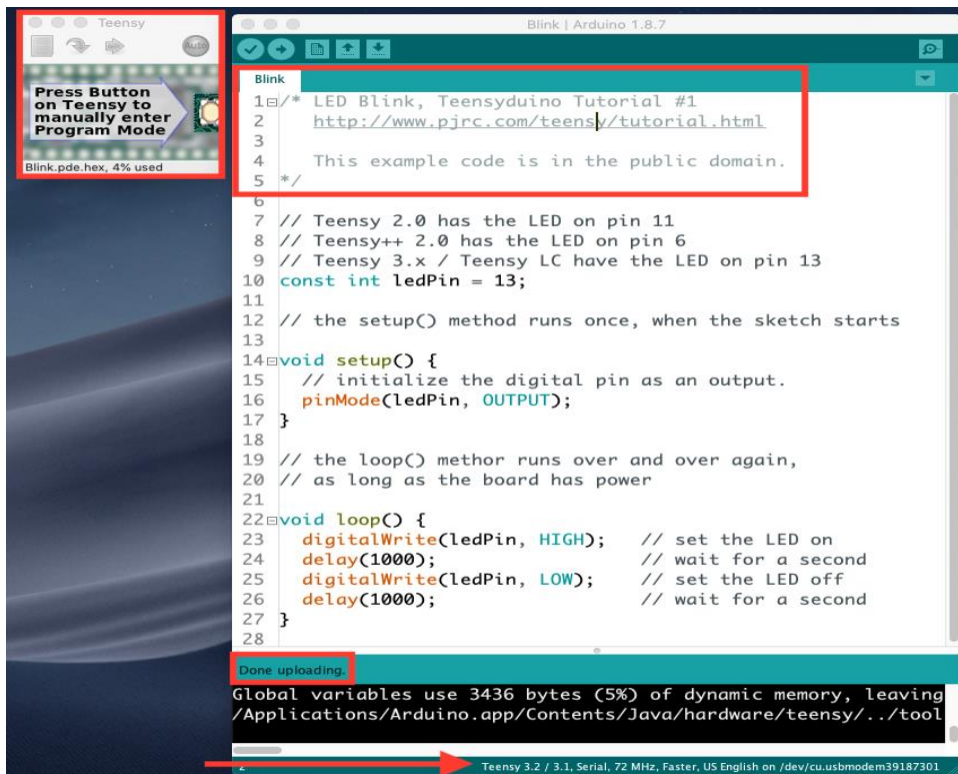 Teensy
Auto
Press Button
on Teensy to
manually enter
Program Mode
Blink.pde.hex, 4% used
Blink | Arduino 1.8.7
Blink
1 /* LED Blink, Teensyduino Tutorial #1
2 http://www.pjrc.com/teensy/tutorial.html
3
4 This example code is in the public domain.
5 */
6
7 // Teensy 2.0 has the LED on pin 11
8 // Teensy++ 2.0 has the LED on pin 6
9 // Teensy 3.x / Teensy LC have the LED on pin 13
10 const int ledPin = 13;
11
12 // the setup() method runs once, when the sketch starts
13
14 void setup() {
15 // initialize the digital pin as an output.
16 pinMode(ledPin, OUTPUT);
17 }
18
19 // the loop() methor runs over and over again,
20 // as long as the board has power
21
22 void loop() {
23 digitalWrite(ledPin, HIGH); // set the LED on
24 delay(1000); // wait for a second
25 digitalWrite(ledPin, LOW); // set the LED off
26 delay(1000); // wait for a second
27 }
28
Done uploading.
Global variables use 3436 bytes (5%) of dynamic memory, leaving
/Applications/Arduino.app/Contents/Java/hardware/teensy/../tool
2 Teensy 3.2 / 3.1, Serial, 72 MHz, Faster, US English on /dev/cu.usbmodem39187301